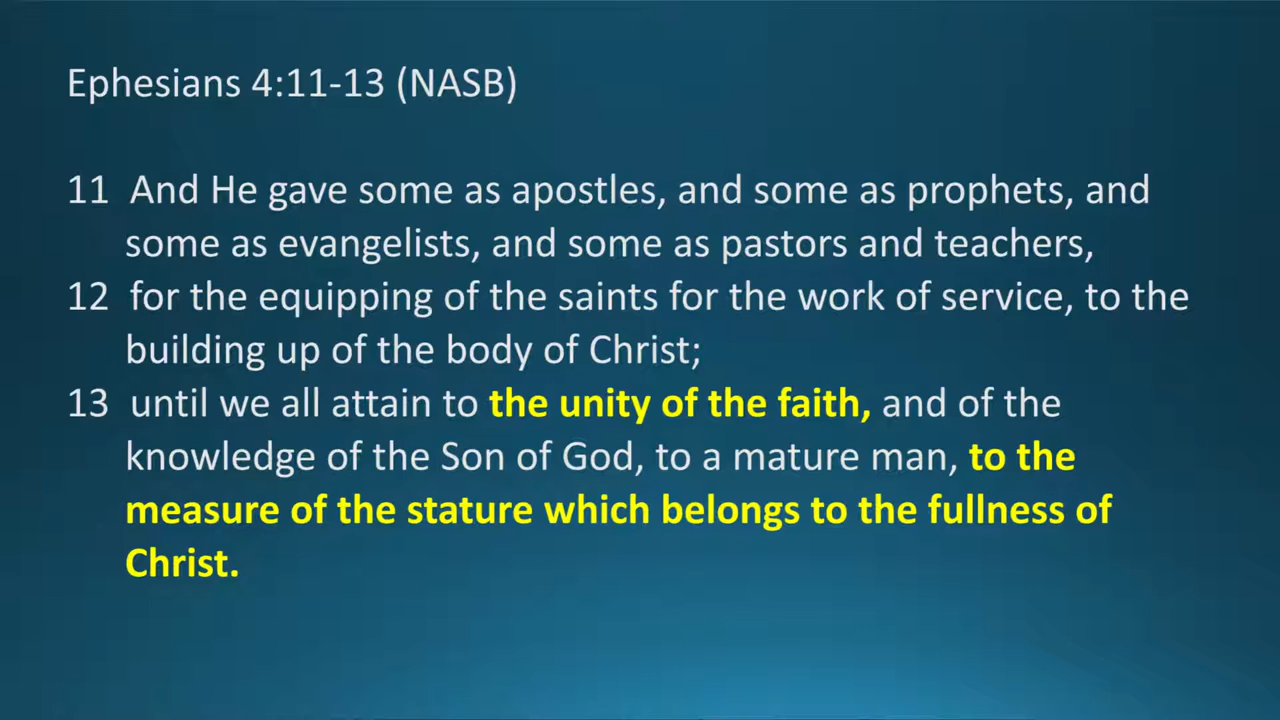 Ephesians 4:11-13 (NASB)
11 And He gave some as apostles, and some as prophets, and
some as evangelists, and some as pastors and teachers,
12 for the equipping of the saints for the work of service, to the
building up of the body of Christ;
13 until we all attain to the unity of the faith, and of the
knowledge of the Son of God, to a mature man, to the
measure of the stature which belongs to the fullness of
Christ.